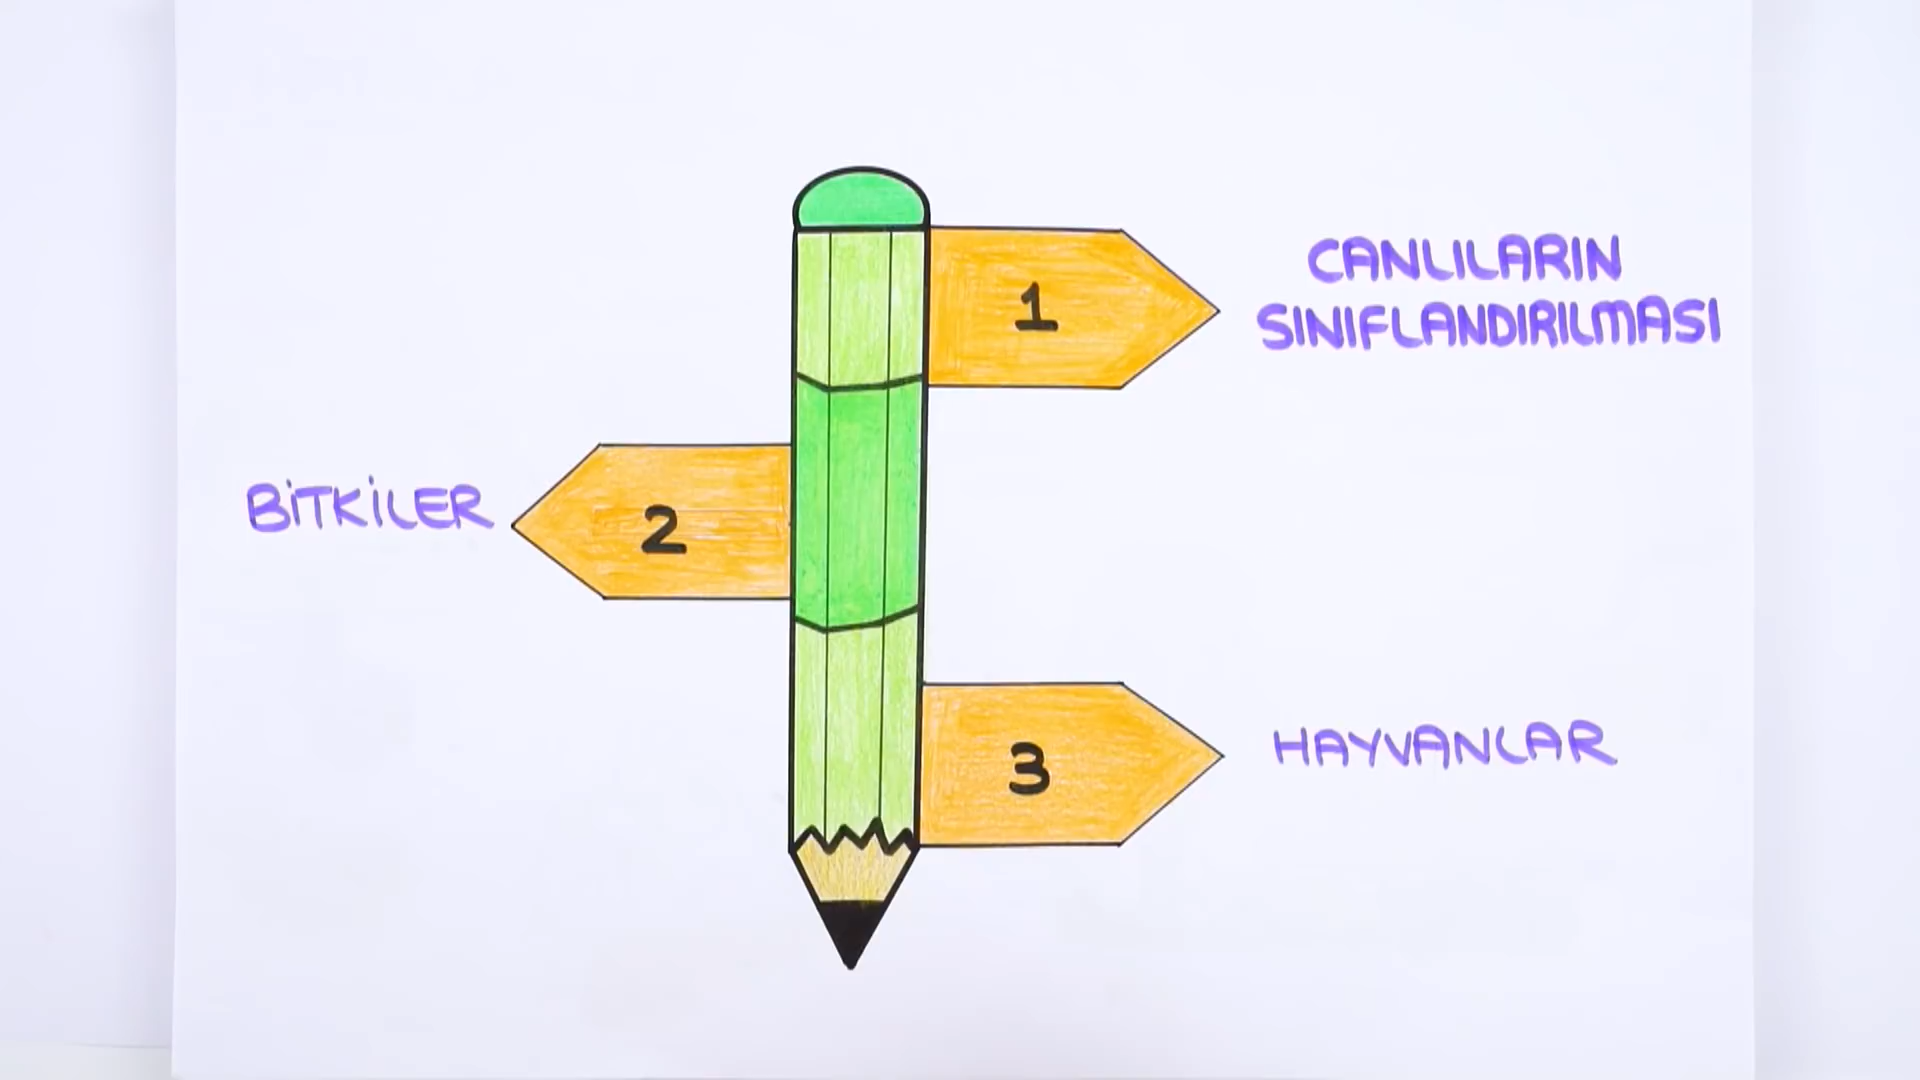 1
CANLILARIN
SINIFLANDIRILMASI
2
BİTKİLER
3
HAYVANLAR